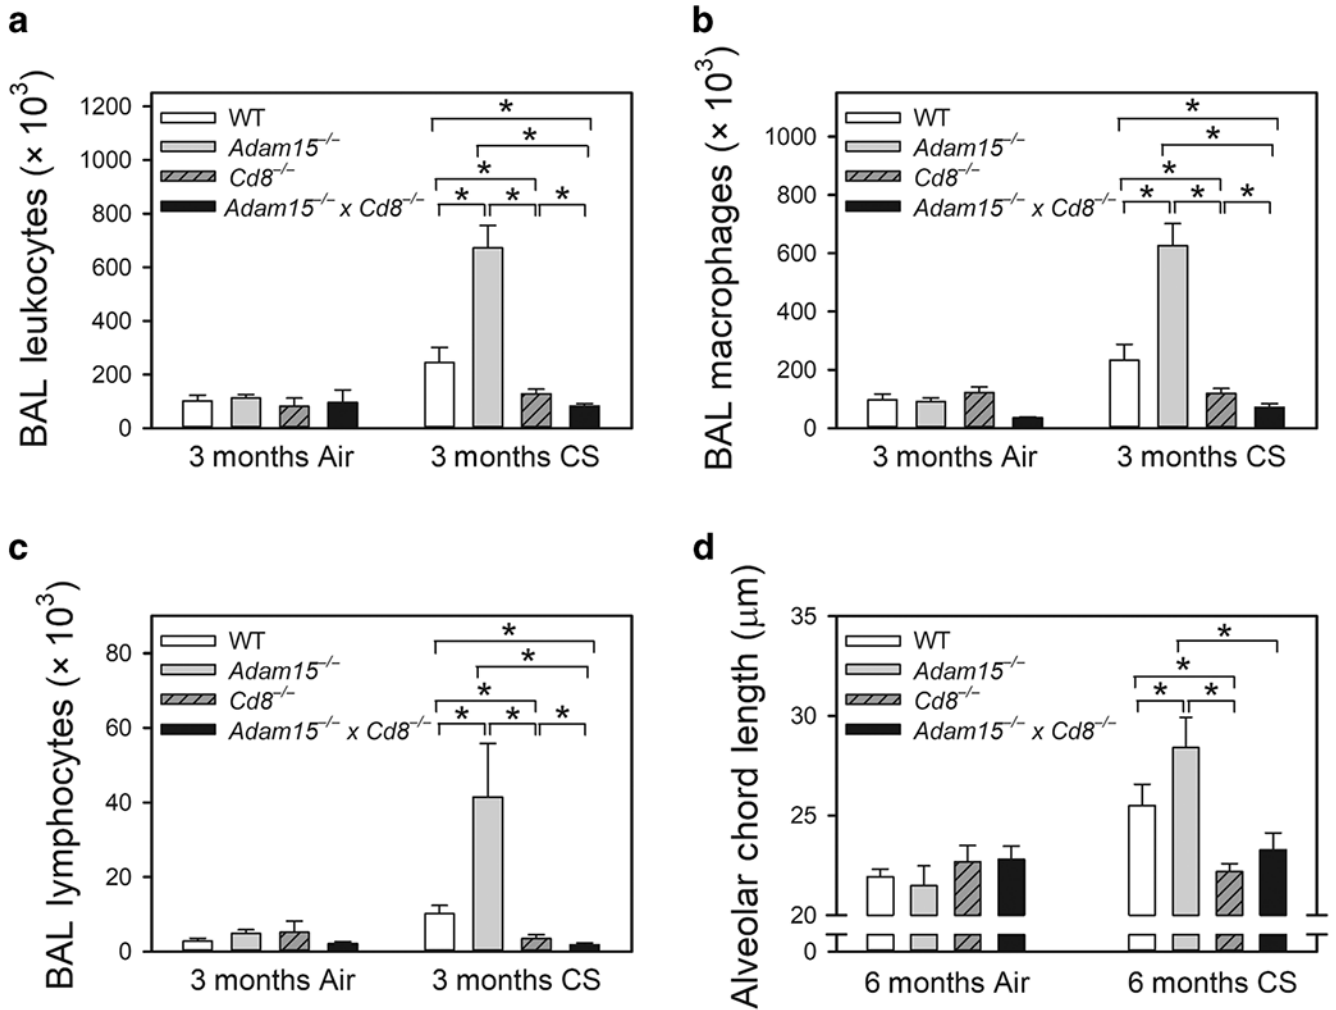 a
BAL leukocytes (× 10³)
1200
1000
800
600
400
200
0
WT
Adam15⁻/⁻
Cd8⁻/⁻
Adam15⁻/⁻ x Cd8⁻/⁻
*
*
*
* * *
3 months Air 3 months CS
b
BAL macrophages (× 10³)
1000
800
600
400
200
0
WT
Adam15⁻/⁻
Cd8⁻/⁻
Adam15⁻/⁻ x Cd8⁻/⁻
*
*
*
* * *
3 months Air 3 months CS
c
BAL lymphocytes (× 10³)
80
60
40
20
0
WT
Adam15⁻/⁻
Cd8⁻/⁻
Adam15⁻/⁻ x Cd8⁻/⁻
*
*
*
* * *
3 months Air 3 months CS
d
Alveolar chord length (μm)
35
30
25
20
0
WT
Adam15⁻/⁻
Cd8⁻/⁻
Adam15⁻/⁻ x Cd8⁻/⁻
*
*
* *
6 months Air 6 months CS